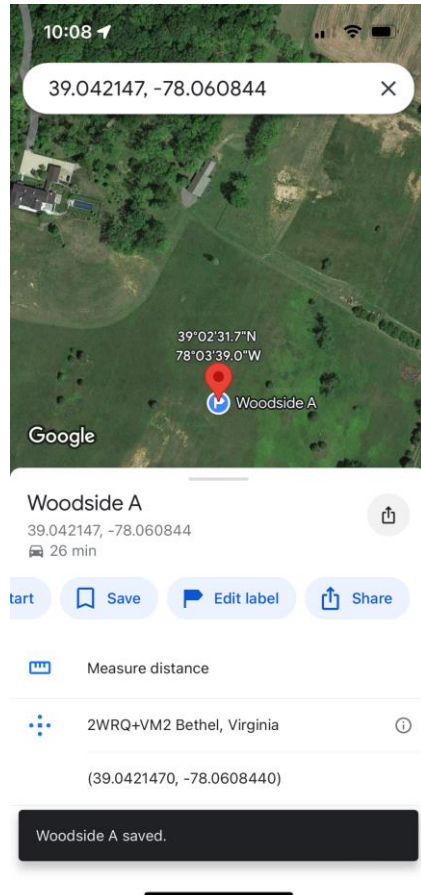 10:08
39.042147, -78.060844
39°02'31.7"N
78°03'39.0"W
Woodside A
Google
Woodside A
39.042147, -78.060844
26 min
tart
Save
Edit label
Share
Measure distance
2WRQ+VM2 Bethel, Virginia
(39.0421470, -78.0608440)
Woodside A saved.